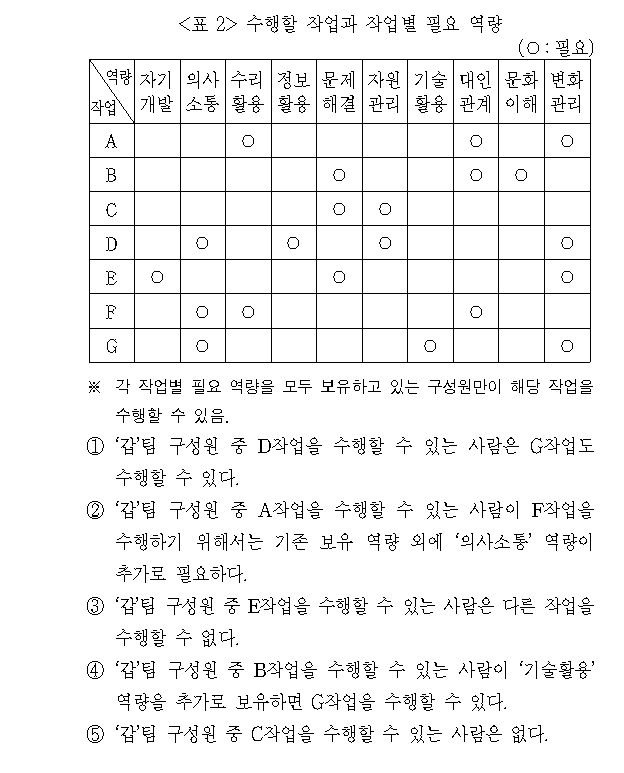 <표 2> 수행할 작업과 작업별 필요 역량
(○ : 필요)
역량 작업 자기개발 의사소통 수리활용 정보활용 문제해결 자원관리 기술활용 대인관계 문화이해 변화관리
A ○ ○ ○
B ○ ○ ○
C ○ ○
D ○ ○ ○ ○
E ○ ○ ○
F ○ ○ ○
G ○ ○ ○
※ 각 작업별 필요 역량을 모두 보유하고 있는 구성원만이 해당 작업을
수행할 수 있음.
① ‘갑’팀 구성원 중 D작업을 수행할 수 있는 사람은 G작업도
수행할 수 있다.
② ‘갑’팀 구성원 중 A작업을 수행할 수 있는 사람이 F작업을
수행하기 위해서는 기존 보유 역량 외에 ‘의사소통’ 역량이
추가로 필요하다.
③ ‘갑’팀 구성원 중 E작업을 수행할 수 있는 사람은 다른 작업을
수행할 수 없다.
④ ‘갑’팀 구성원 중 B작업을 수행할 수 있는 사람이 ‘기술활용’
역량을 추가로 보유하면 G작업을 수행할 수 있다.
⑤ ‘갑’팀 구성원 중 C작업을 수행할 수 있는 사람은 없다.